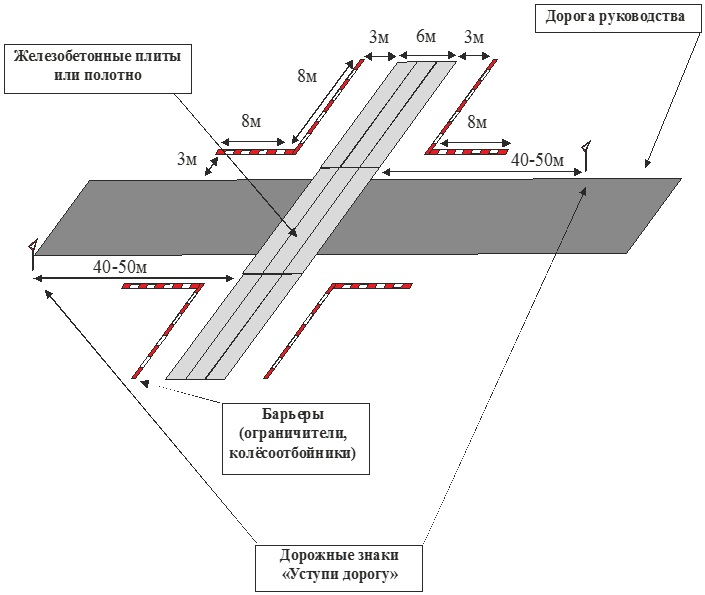 Дорога руководства
3м
6м
3м
Железобетонные плиты
или полотно
8м
8м
8м
3м
40-50м
40-50м
Барьеры
(ограничители,
колёсоотбойники)
Дорожные знаки
«Уступи дорогу»